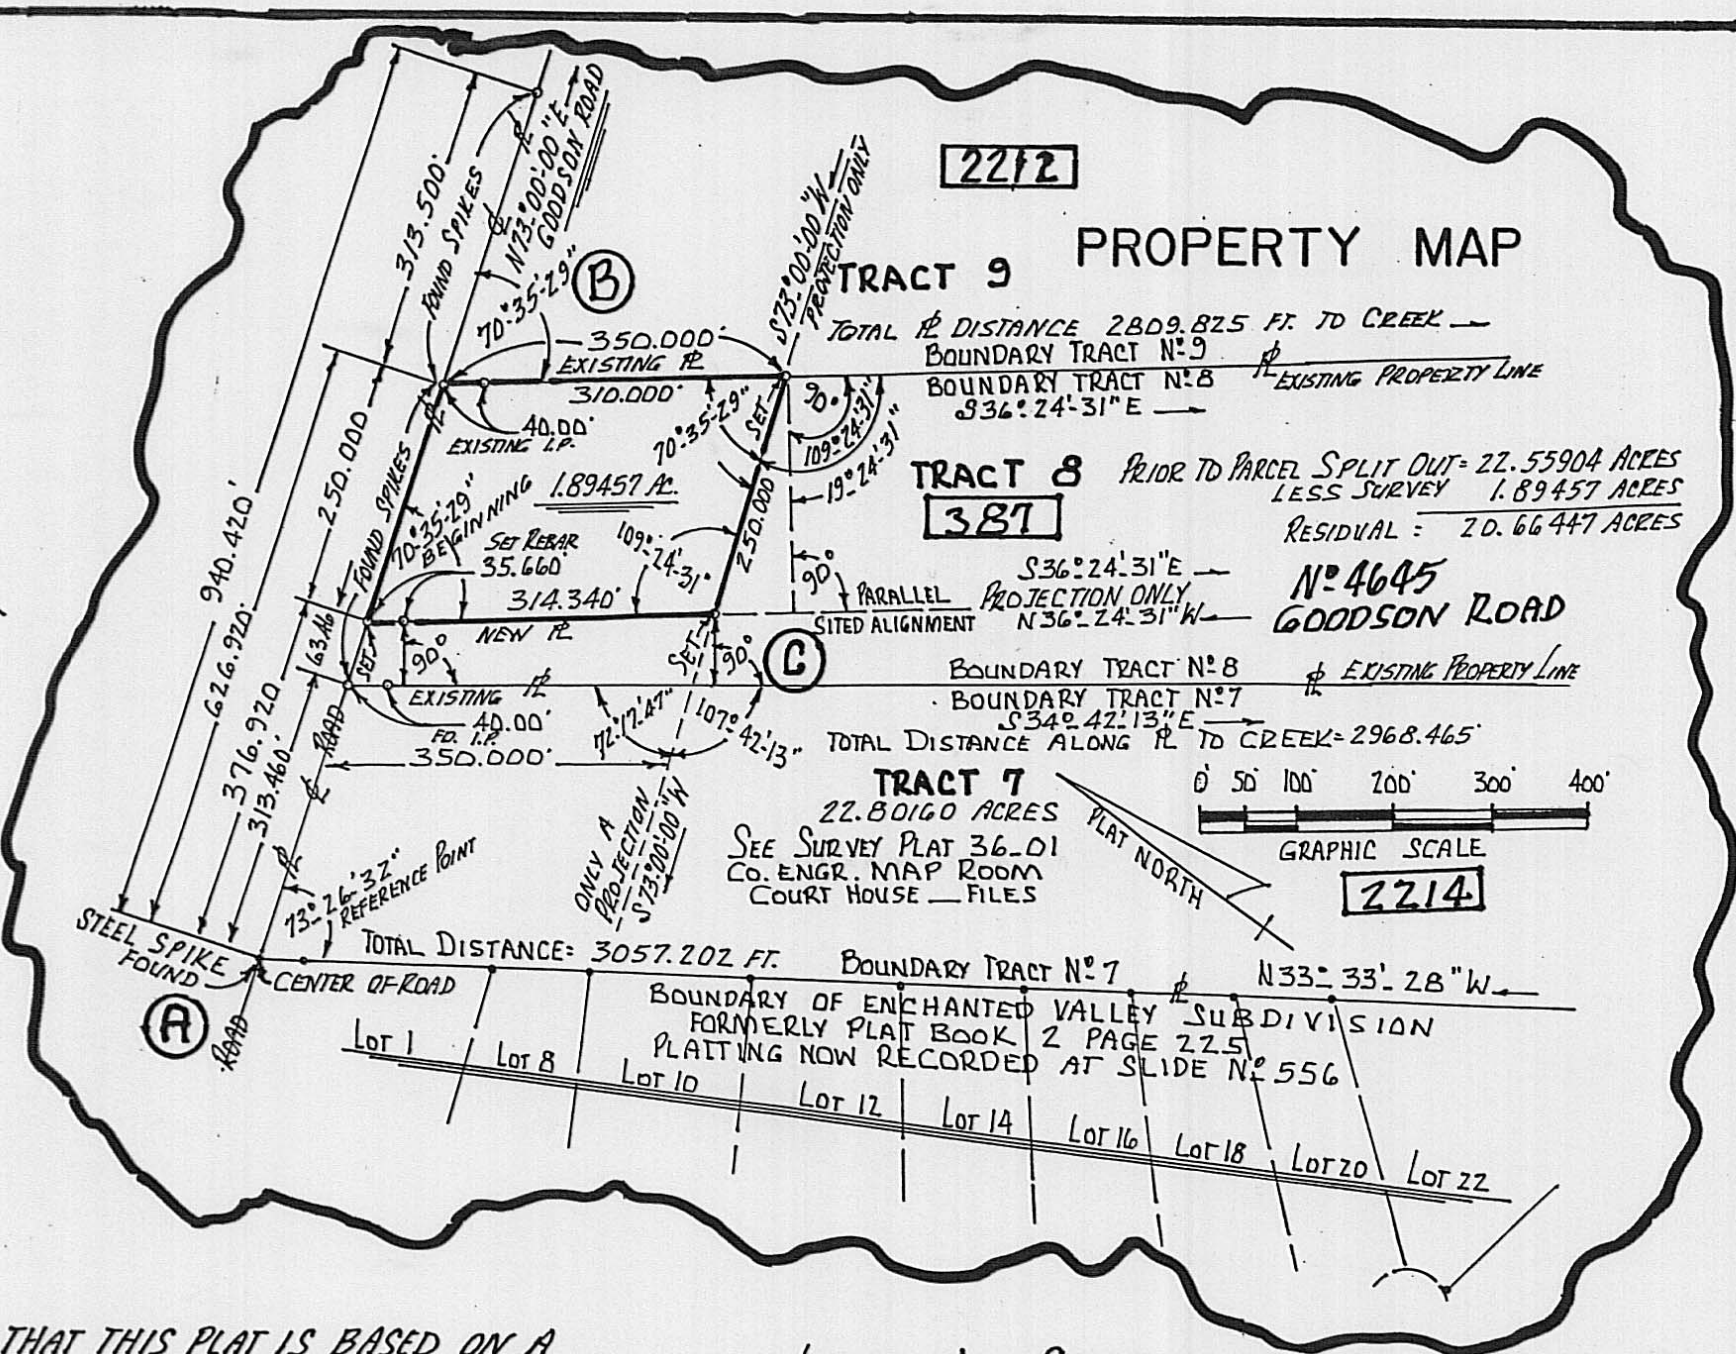 2212
PROPERTY MAP
TRACT 9
TOTAL ⅊ DISTANCE 2809.825 FT. TO CREEK
BOUNDARY TRACT Nº 9
⅊ EXISTING PROPERTY LINE
BOUNDARY TRACT Nº 8
S36°-24'-31" E
940.420'
626.920'
376.920
313.460'
313.500'
250.000
63.46
FOUND SPIKES
N73°-00'-00" E
GOODSON ROAD
70°-35'-29"
B
S73°-00'-00" W
PROJECTION ONLY
350.000'
EXISTING ⅊
310.000'
40.00'
EXISTING I.P.
FOUND SPIKES
70°-35'-29"
BEGINNING
1.89457 AC.
SET REBAR
35.660'
314.340'
NEW ⅊
109°-24'-31"
70°-35'-29"
SET
250.000
90°
109°-24'-31"
19°-24'-31"
TRACT 8
387
PRIOR TO PARCEL SPLIT OUT = 22.55904 ACRES
LESS SURVEY 1.89457 ACRES
RESIDUAL = 20.66447 ACRES
90°
S36°-24'-31" E
PARALLEL PROJECTION ONLY
SITED ALIGNMENT N36°-24'-31" W
Nº 4645
GOODSON ROAD
SET
90°
SET
90°
C
BOUNDARY TRACT Nº 8
⅊ EXISTING PROPERTY LINE
BOUNDARY TRACT Nº 7
S34°-42'-13" E
TOTAL DISTANCE ALONG ⅊ TO CREEK = 2968.465'
EXISTING ⅊
40.00'
FD. I.P.
350.000'
72°-17'-47"
107°-42'-13"
ROAD
ONLY A
PROJECTION
S73°-00'-00" W
TRACT 7
22.80160 ACRES
SEE SURVEY PLAT 36-01
CO. ENGR. MAP ROOM
COURT HOUSE FILES
PLAT NORTH
0' 50' 100' 200' 300' 400'
GRAPHIC SCALE
2214
73°-26'-32"
REFERENCE POINT
STEEL SPIKE
FOUND
CENTER OF ROAD
A
ROAD
TOTAL DISTANCE = 3057.202 FT.
BOUNDARY TRACT Nº 7 ⅊ N33°-33'-28" W
BOUNDARY OF ENCHANTED VALLEY SUBDIVISION
FORMERLY PLAT BOOK 2 PAGE 225
PLATTING NOW RECORDED AT SLIDE Nº 556
LOT 1
LOT 8
LOT 10
LOT 12
LOT 14
LOT 16
LOT 18
LOT 20
LOT 22
THAT THIS PLAT IS BASED ON A